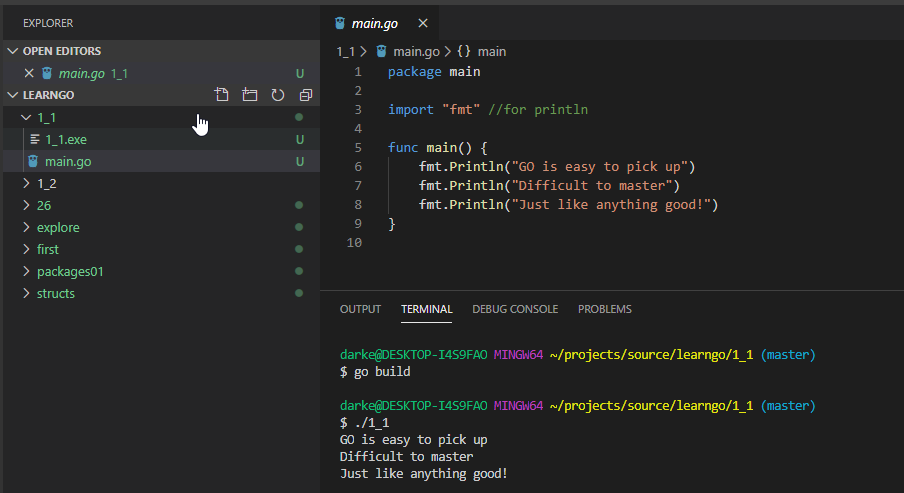 EXPLORER
OPEN EDITORS
main.go 1_1 U
LEARNGO
1_1
1_1.exe U
main.go U
1_2
26
explore
first
packages01
structs
main.go
1_1 > main.go > {} main
1 package main
2
3 import "fmt" //for println
4
5 func main() {
6 fmt.Println("GO is easy to pick up")
7 fmt.Println("Difficult to master")
8 fmt.Println("Just like anything good!")
9 }
10
OUTPUT TERMINAL DEBUG CONSOLE PROBLEMS
darke@DESKTOP-I4S9FAO MINGW64 ~/projects/source/learngo/1_1 (master)
$ go build
darke@DESKTOP-I4S9FAO MINGW64 ~/projects/source/learngo/1_1 (master)
$ ./1_1
GO is easy to pick up
Difficult to master
Just like anything good!